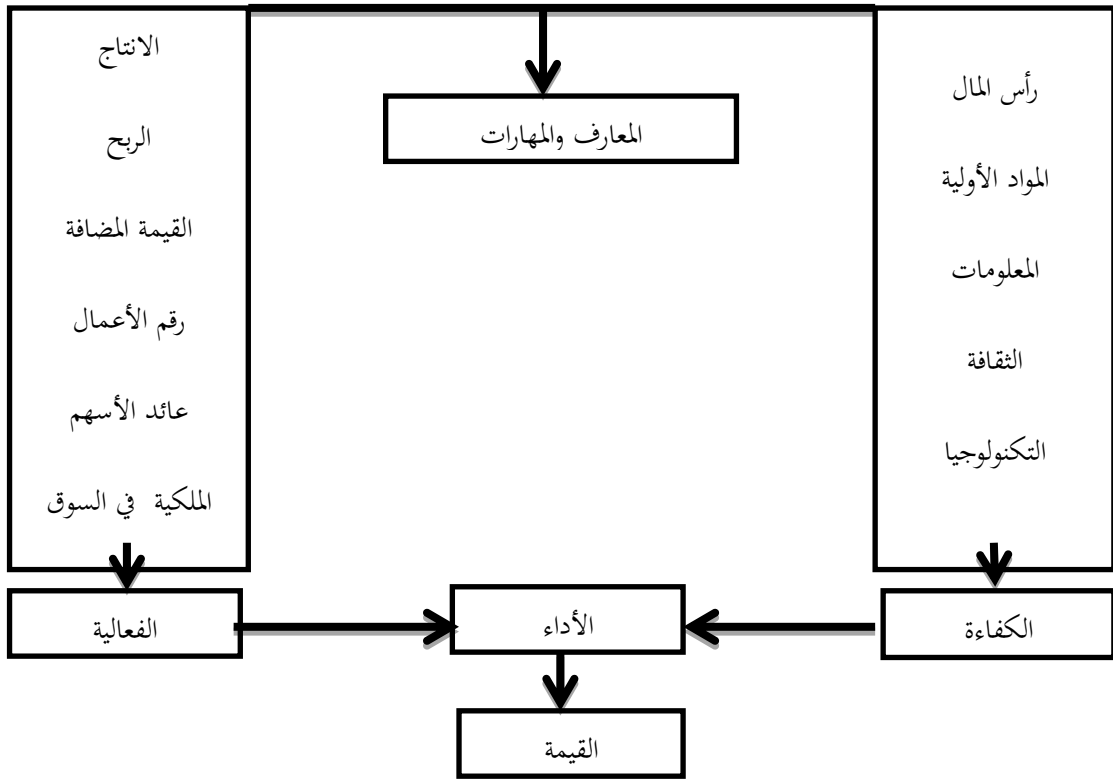 رأس المال
المواد الأولية
المعلومات
الثقافة
التكنولوجيا
المعارف والمهارات
الانتاج
الربح
القيمة المضافة
رقم الأعمال
عائد الأسهم
الملكية في السوق
الكفاءة
الأداء
الفعالية
القيمة